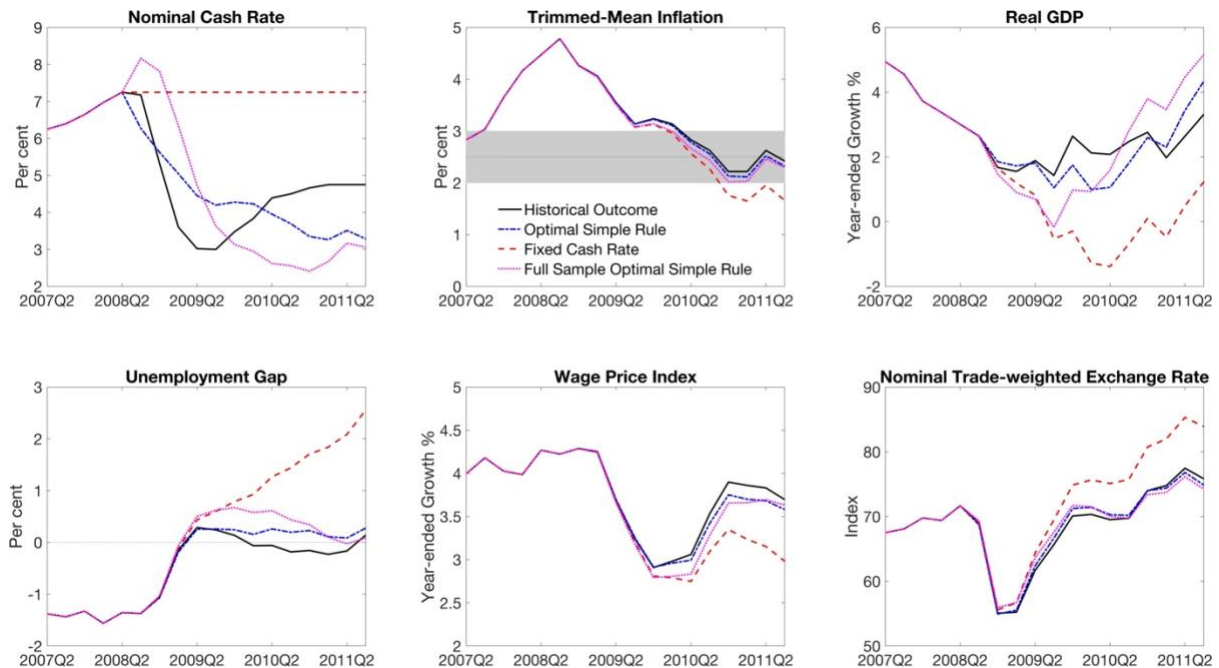 Nominal Cash Rate
Per cent
9
8
7
6
5
4
3
2
2007Q2 2008Q2 2009Q2 2010Q2 2011Q2
Trimmed-Mean Inflation
Per cent
5
4
3
2
1
0
Historical Outcome
Optimal Simple Rule
Fixed Cash Rate
Full Sample Optimal Simple Rule
2007Q2 2008Q2 2009Q2 2010Q2 2011Q2
Real GDP
Year-ended Growth %
6
4
2
0
-2
2007Q2 2008Q2 2009Q2 2010Q2 2011Q2
Unemployment Gap
Per cent
3
2
1
0
-1
-2
2007Q2 2008Q2 2009Q2 2010Q2 2011Q2
Wage Price Index
Year-ended Growth %
5
4.5
4
3.5
3
2.5
2
2007Q2 2008Q2 2009Q2 2010Q2 2011Q2
Nominal Trade-weighted Exchange Rate
Index
90
80
70
60
50
2007Q2 2008Q2 2009Q2 2010Q2 2011Q2